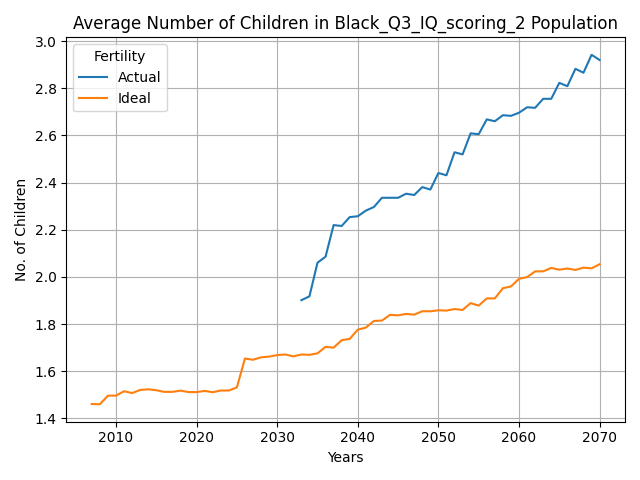 Average Number of Children in Black_Q3_IQ_scoring_2 Population
Fertility
Actual
Ideal
No. of Children
3.0
2.8
2.6
2.4
2.2
2.0
1.8
1.6
1.4
2010 2020 2030 2040 2050 2060 2070
Years